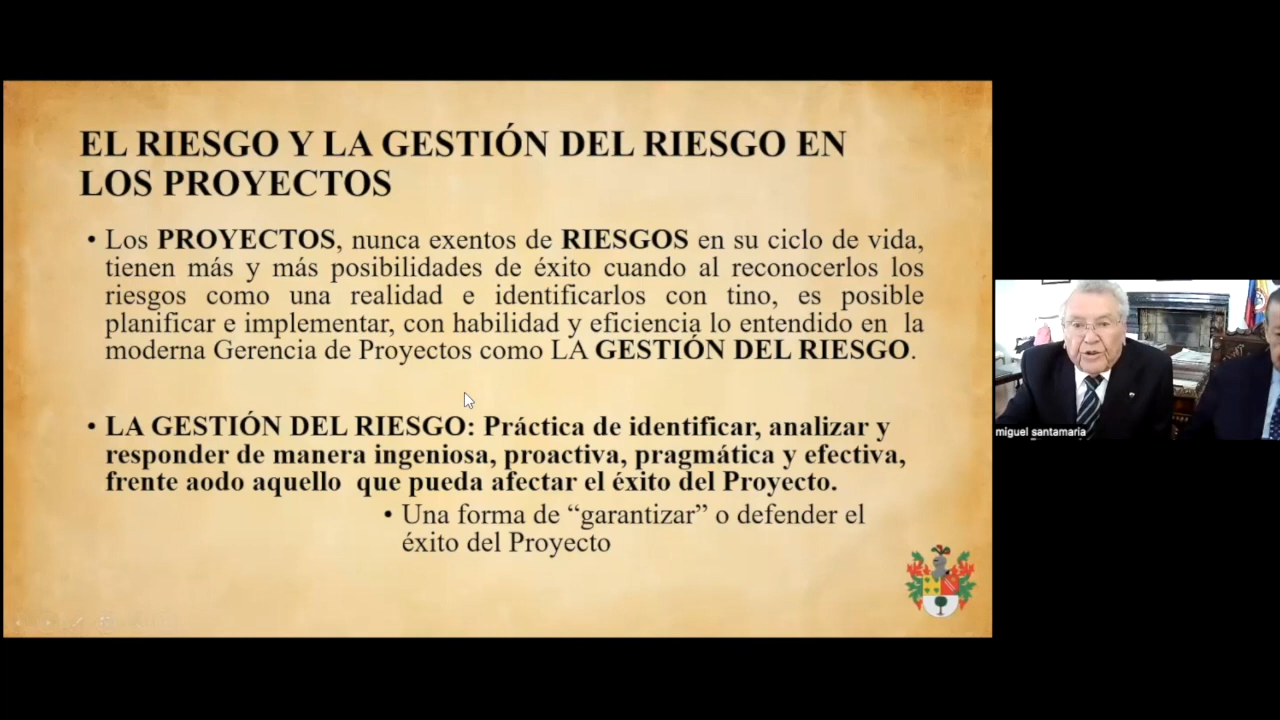 EL RIESGO Y LA GESTIÓN DEL RIESGO EN
LOS PROYECTOS
• Los PROYECTOS, nunca exentos de RIESGOS en su ciclo de vida,
tienen más y más posibilidades de éxito cuando al reconocerlos los
riesgos como una realidad e identificarlos con tino, es posible
planificar e implementar, con habilidad y eficiencia lo entendido en la
moderna Gerencia de Proyectos como LA GESTIÓN DEL RIESGO.
• LA GESTIÓN DEL RIESGO: Práctica de identificar, analizar y
responder de manera ingeniosa, proactiva, pragmática y efectiva,
frente aodo aquello que pueda afectar el éxito del Proyecto.
• Una forma de “garantizar” o defender el
éxito del Proyecto
miguel santamaria